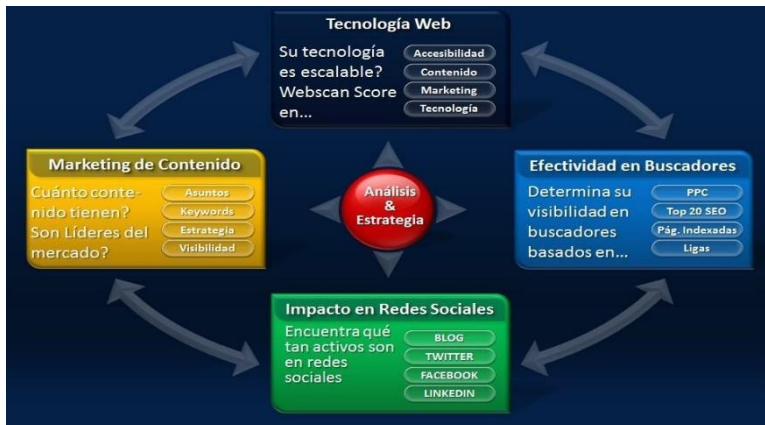 Tecnología Web
Su tecnología
es escalable?
Webscan Score
en...
Accesibilidad
Contenido
Marketing
Tecnología
Marketing de Contenido
Cuánto conte-
nido tienen?
Son Líderes del
mercado?
Asuntos
Keywords
Estrategia
Visibilidad
Análisis
&
Estrategia
Efectividad en Buscadores
Determina su
visibilidad en
buscadores
basados en...
PPC
Top 20 SEO
Pág. Indexadas
Ligas
Impacto en Redes Sociales
Encuentra qué
tan activos son
en redes
sociales
BLOG
TWITTER
FACEBOOK
LINKEDIN